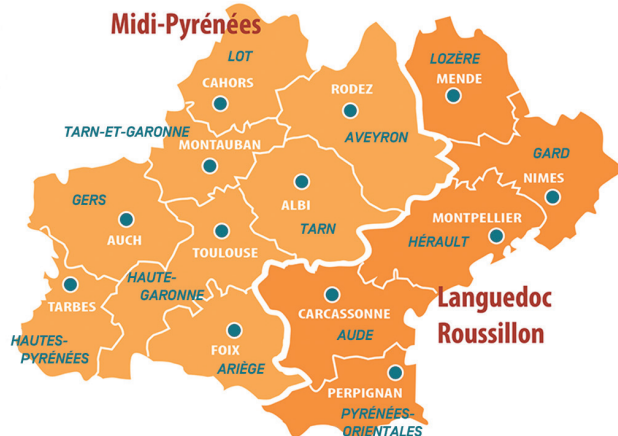 Midi-Pyrénées
LOT
CAHORS
LOZÈRE
MENDE
RODEZ
AVEYRON
TARN-ET-GARONNE
MONTAUBAN
GARD
NIMES
GERS
AUCH
ALBI
TARN
TOULOUSE
MONTPELLIER
HÉRAULT
HAUTE-
GARONNE
TARBES
HAUTES-
PYRÉNÉES
CARCASSONNE
AUDE
Languedoc
Roussillon
FOIX
ARIÈGE
PERPIGNAN
PYRÉNÉES-
ORIENTALES